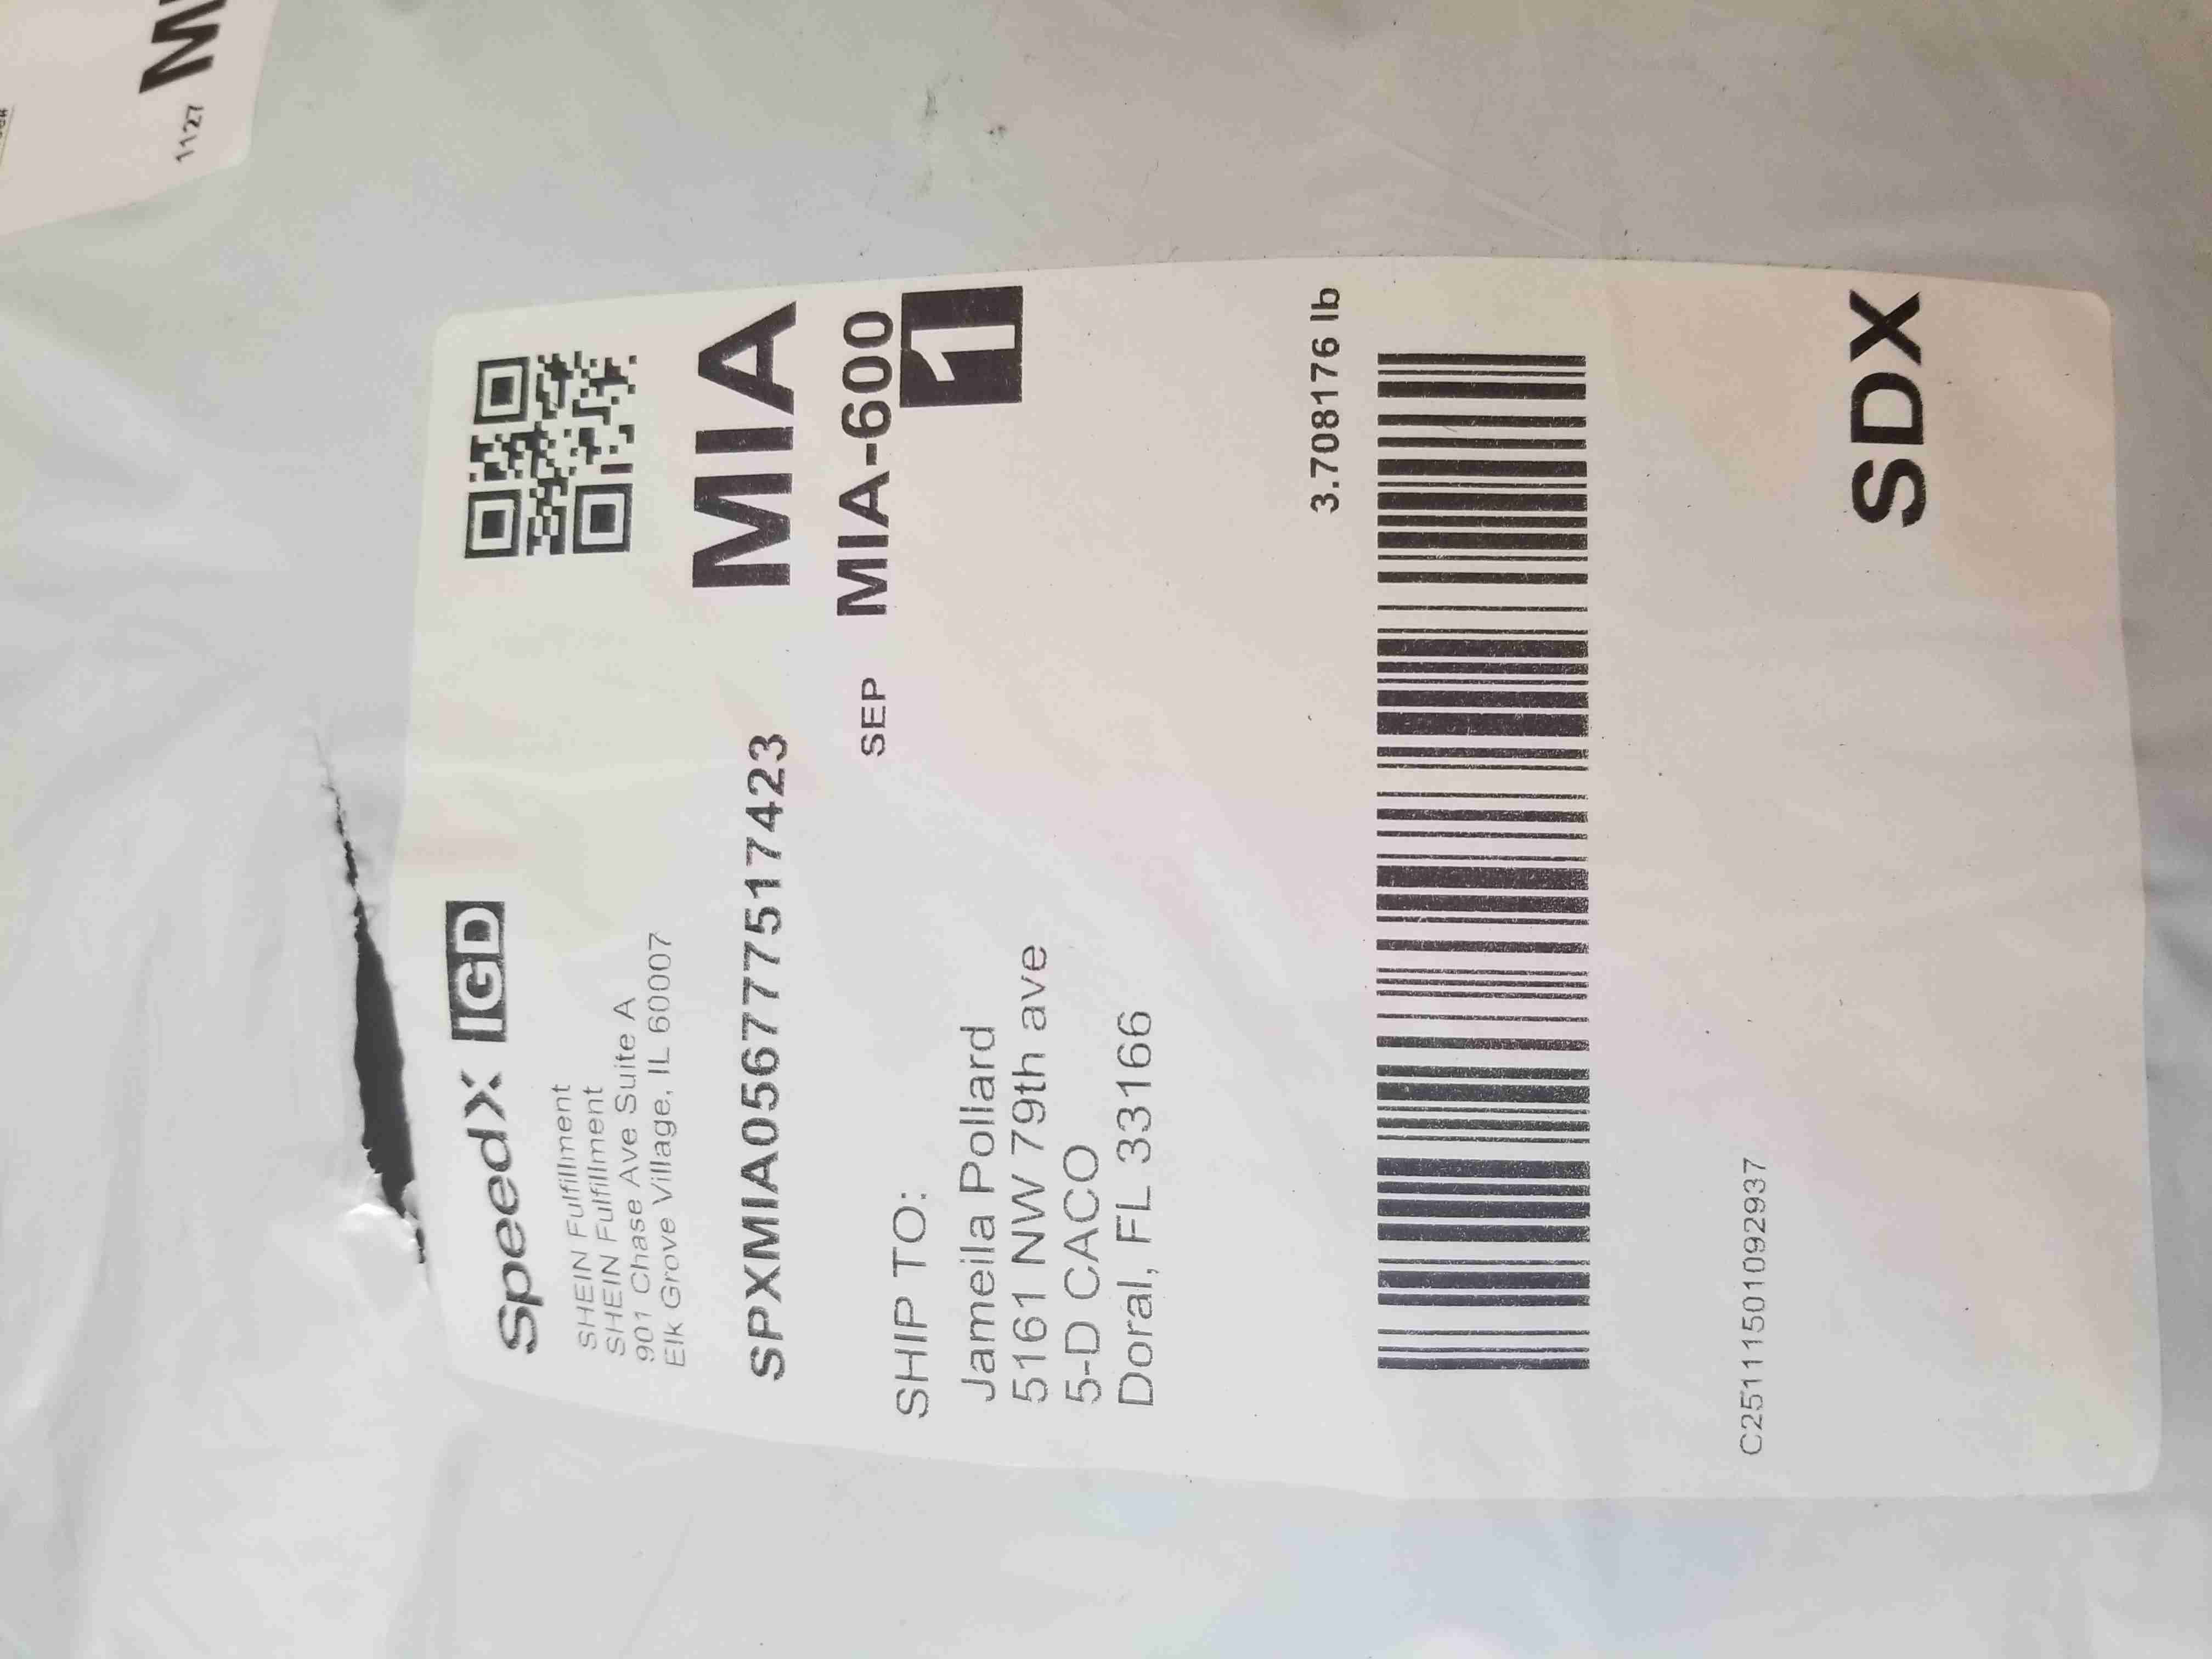 MI
1127
SpeedX IGD
SHEIN Fulfillment
SHEIN Fulfillment
901 Chase Ave Suite A
Elk Grove Village, IL 60007
SPXMIA056777517423
MIA
SEP
MIA-600
1
SHIP TO:
Jameila Pollard
5161 NW 79th ave
5-D CACO
Doral, FL 33166
3.708176 lb
C2511150109293​7
SDX